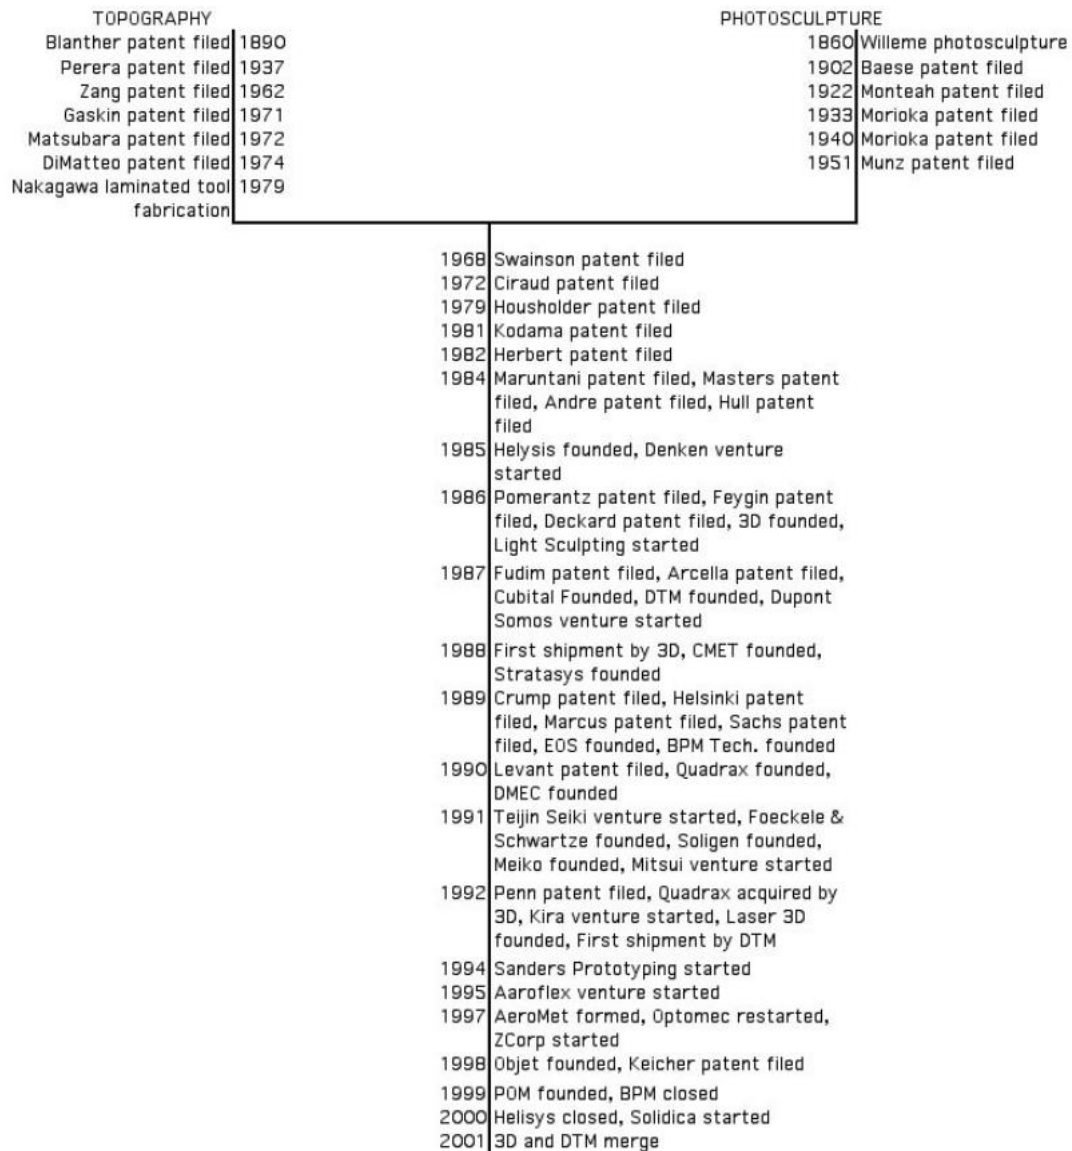 TOPOGRAPHY
Blanther patent filed 1890
Perera patent filed 1937
Zang patent filed 1962
Gaskin patent filed 1971
Matsubara patent filed 1972
DiMatteo patent filed 1974
Nakagawa laminated tool 1979
fabrication
PHOTOSCULPTURE
1860 Willeme photosculpture
1902 Baese patent filed
1922 Monteah patent filed
1933 Morioka patent filed
1940 Morioka patent filed
1951 Munz patent filed
1968 Swainson patent filed
1972 Ciraud patent filed
1979 Housholder patent filed
1981 Kodama patent filed
1982 Herbert patent filed
1984 Maruntani patent filed, Masters patent
filed, Andre patent filed, Hull patent
filed
1985 Helysis founded, Denken venture
started
1986 Pomerantz patent filed, Feygin patent
filed, Deckard patent filed, 3D founded,
Light Sculpting started
1987 Fudim patent filed, Arcella patent filed,
Cubital Founded, DTM founded, Dupont
Somos venture started
1988 First shipment by 3D, CMET founded,
Stratasys founded
1989 Crump patent filed, Helsinki patent
filed, Marcus patent filed, Sachs patent
filed, EOS founded, BPM Tech. founded
1990 Levant patent filed, Quadrax founded,
DMEC founded
1991 Teijin Seiki venture started, Foeckele &
Schwartze founded, Soligen founded,
Meiko founded, Mitsui venture started
1992 Penn patent filed, Quadrax acquired by
3D, Kira venture started, Laser 3D
founded, First shipment by DTM
1994 Sanders Prototyping started
1995 Aaroflex venture started
1997 AeroMet formed, Optomec restarted,
ZCorp started
1998 Objet founded, Keicher patent filed
1999 POM founded, BPM closed
2000 Helisys closed, Solidica started
2001 3D and DTM merge